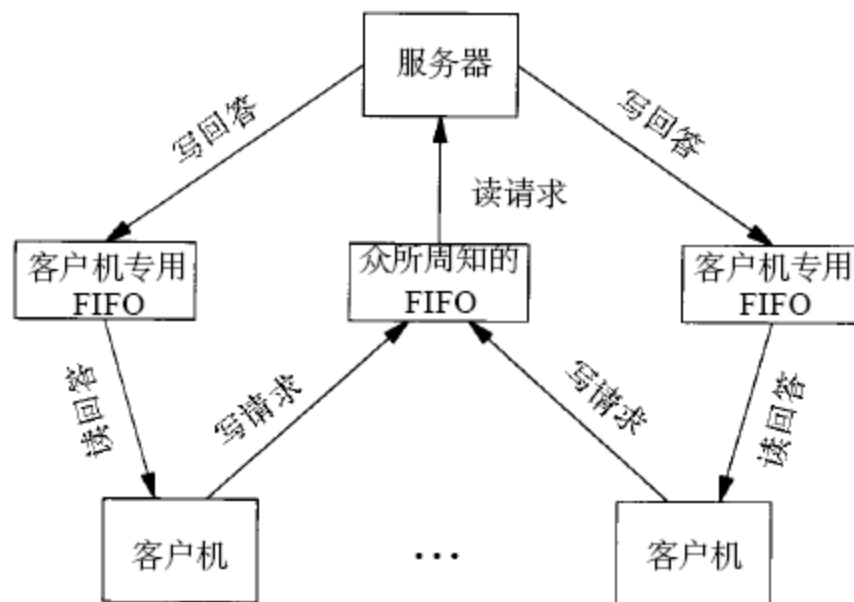 服务器
写回答
写回答
读请求
客户机专用
FIFO
众所周知的
FIFO
客户机专用
FIFO
读回答
写请求
写请求
读回答
客户机
...
客户机